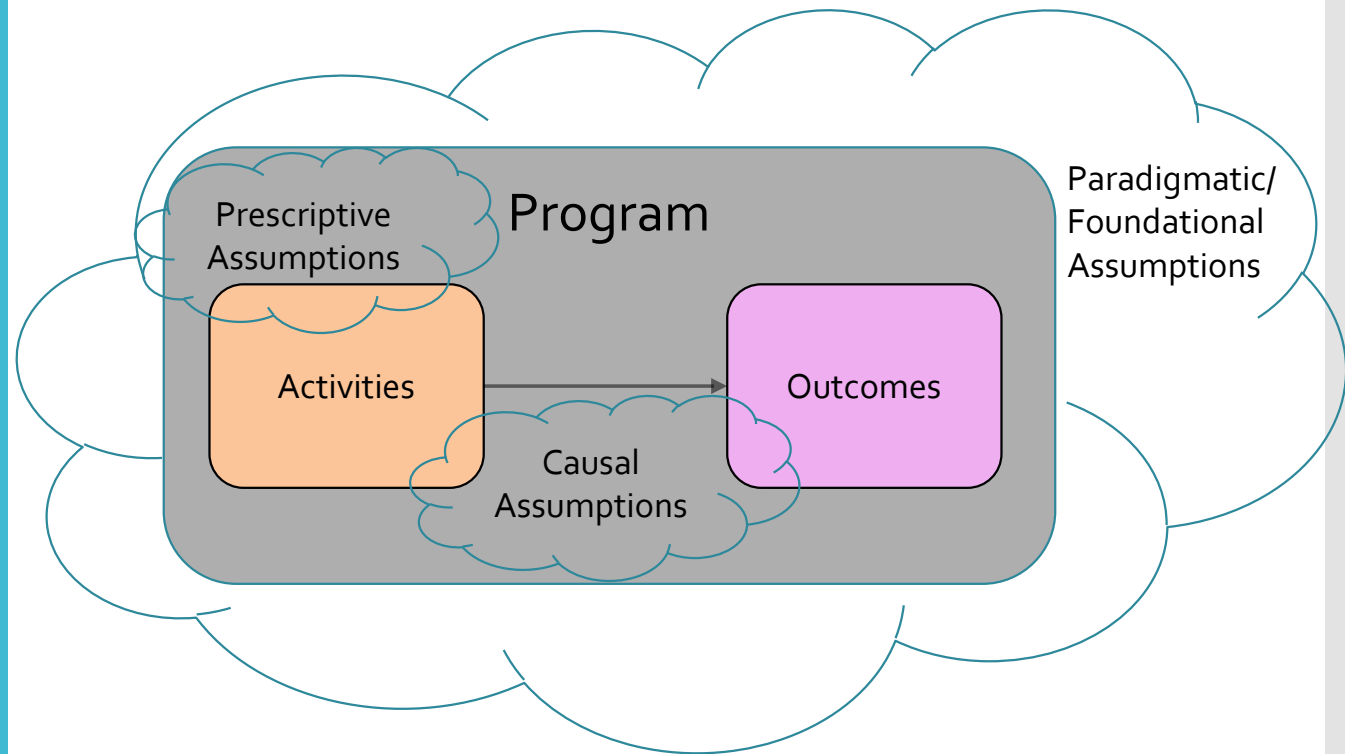 Prescriptive
Assumptions
Program
Paradigmatic/
Foundational
Assumptions
Activities
Outcomes
Causal
Assumptions